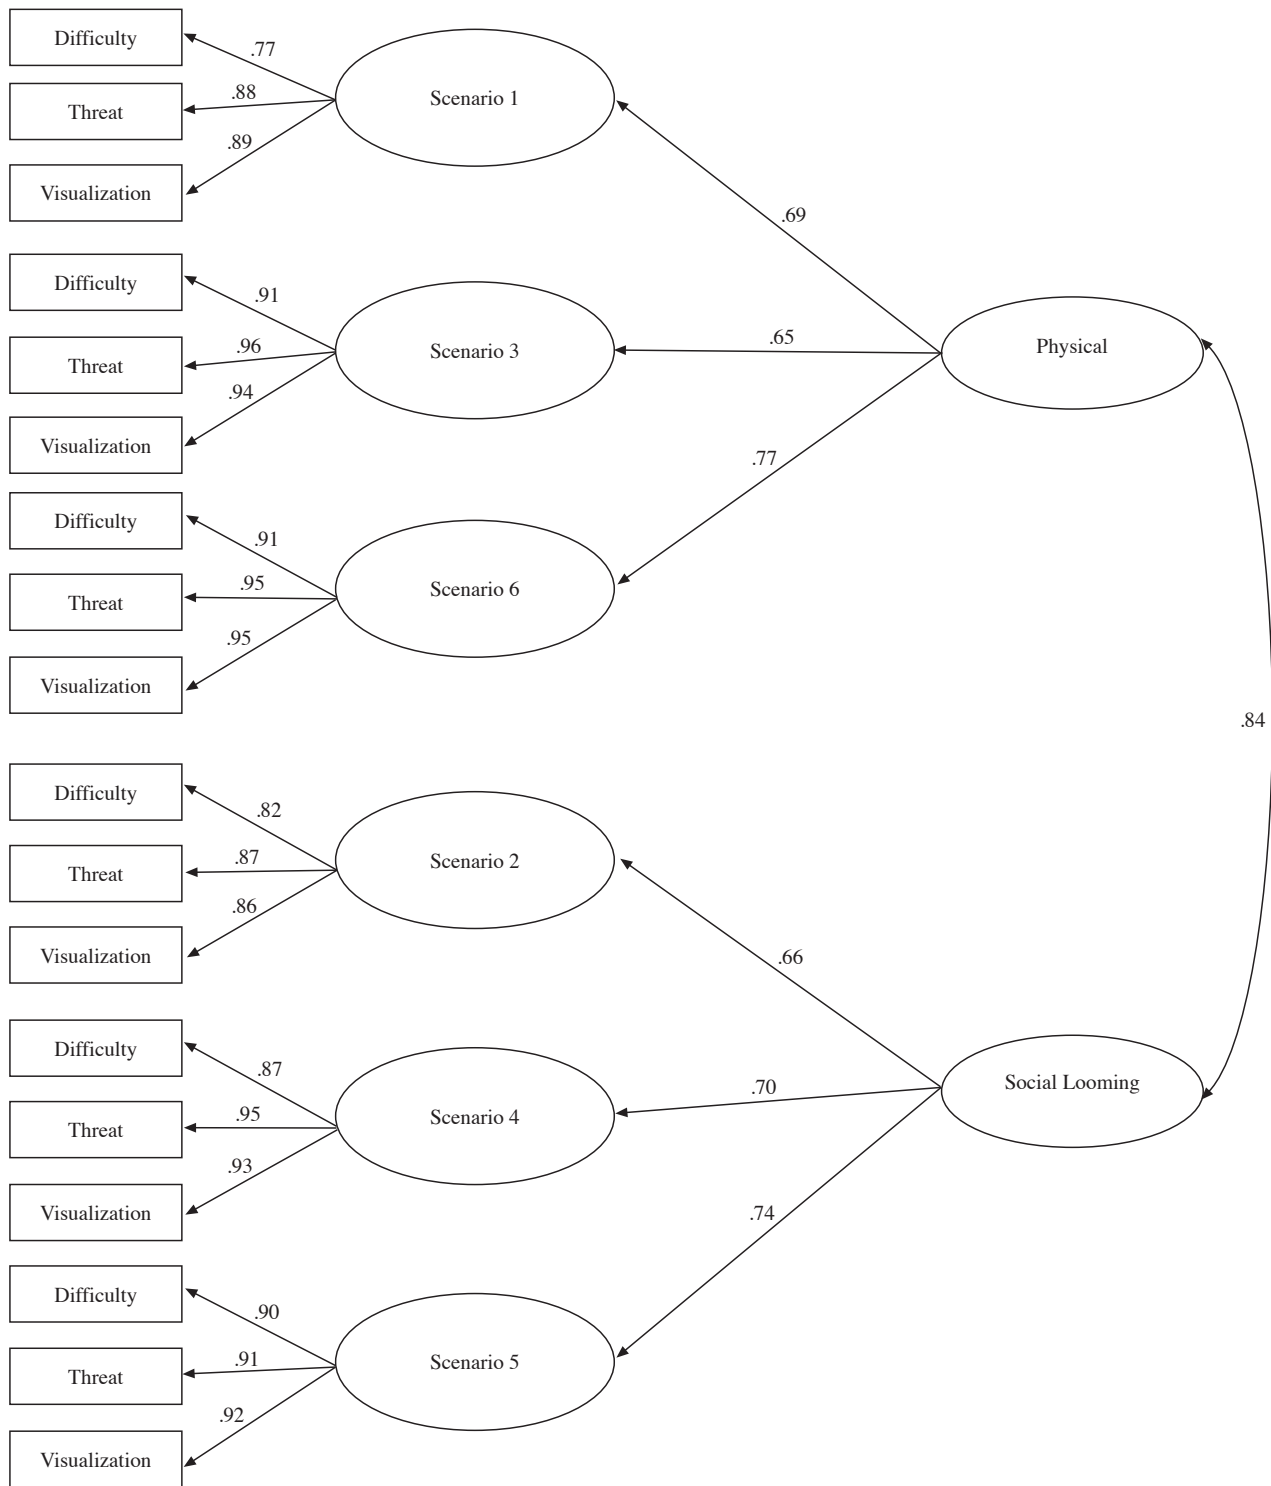 Difficulty
.77
Threat
.88
Scenario 1
.89
Visualization
.69
Difficulty
.91
Threat
.96
Scenario 3
.65
Physical
.94
Visualization
.77
Difficulty
.91
Threat
.95
Scenario 6
.95
Visualization
.84
Difficulty
.82
Threat
.87
Scenario 2
.86
Visualization
.66
Difficulty
.87
Threat
.95
Scenario 4
.70
Social Looming
.93
Visualization
.74
Difficulty
.90
Threat
.91
Scenario 5
.92
Visualization